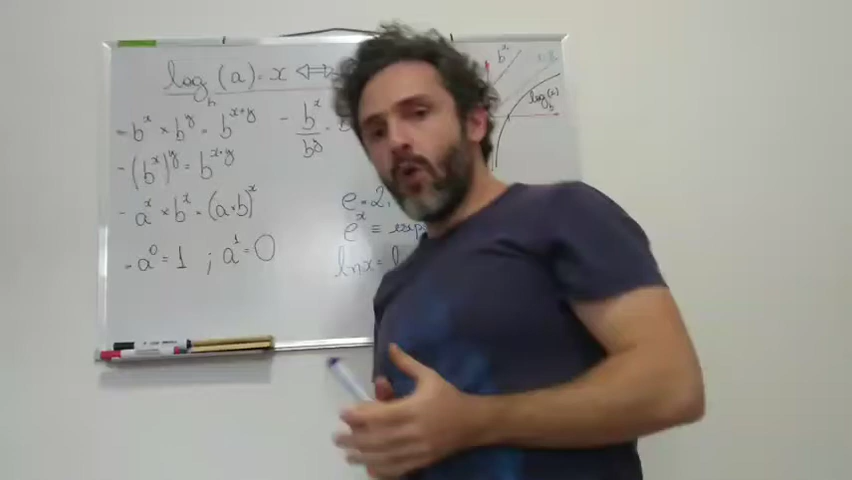 log_b (a) = x ⇔
- b^x × b^y = b^{x+y} - b^x / b^y =
- (b^x)^y = b^{x*y}
- a^x × b^x = (a*b)^x
- a^0 = 1 ; a^1 = 0
e = 2,
e^x ≡
ln x =
b^x
log_b(x)